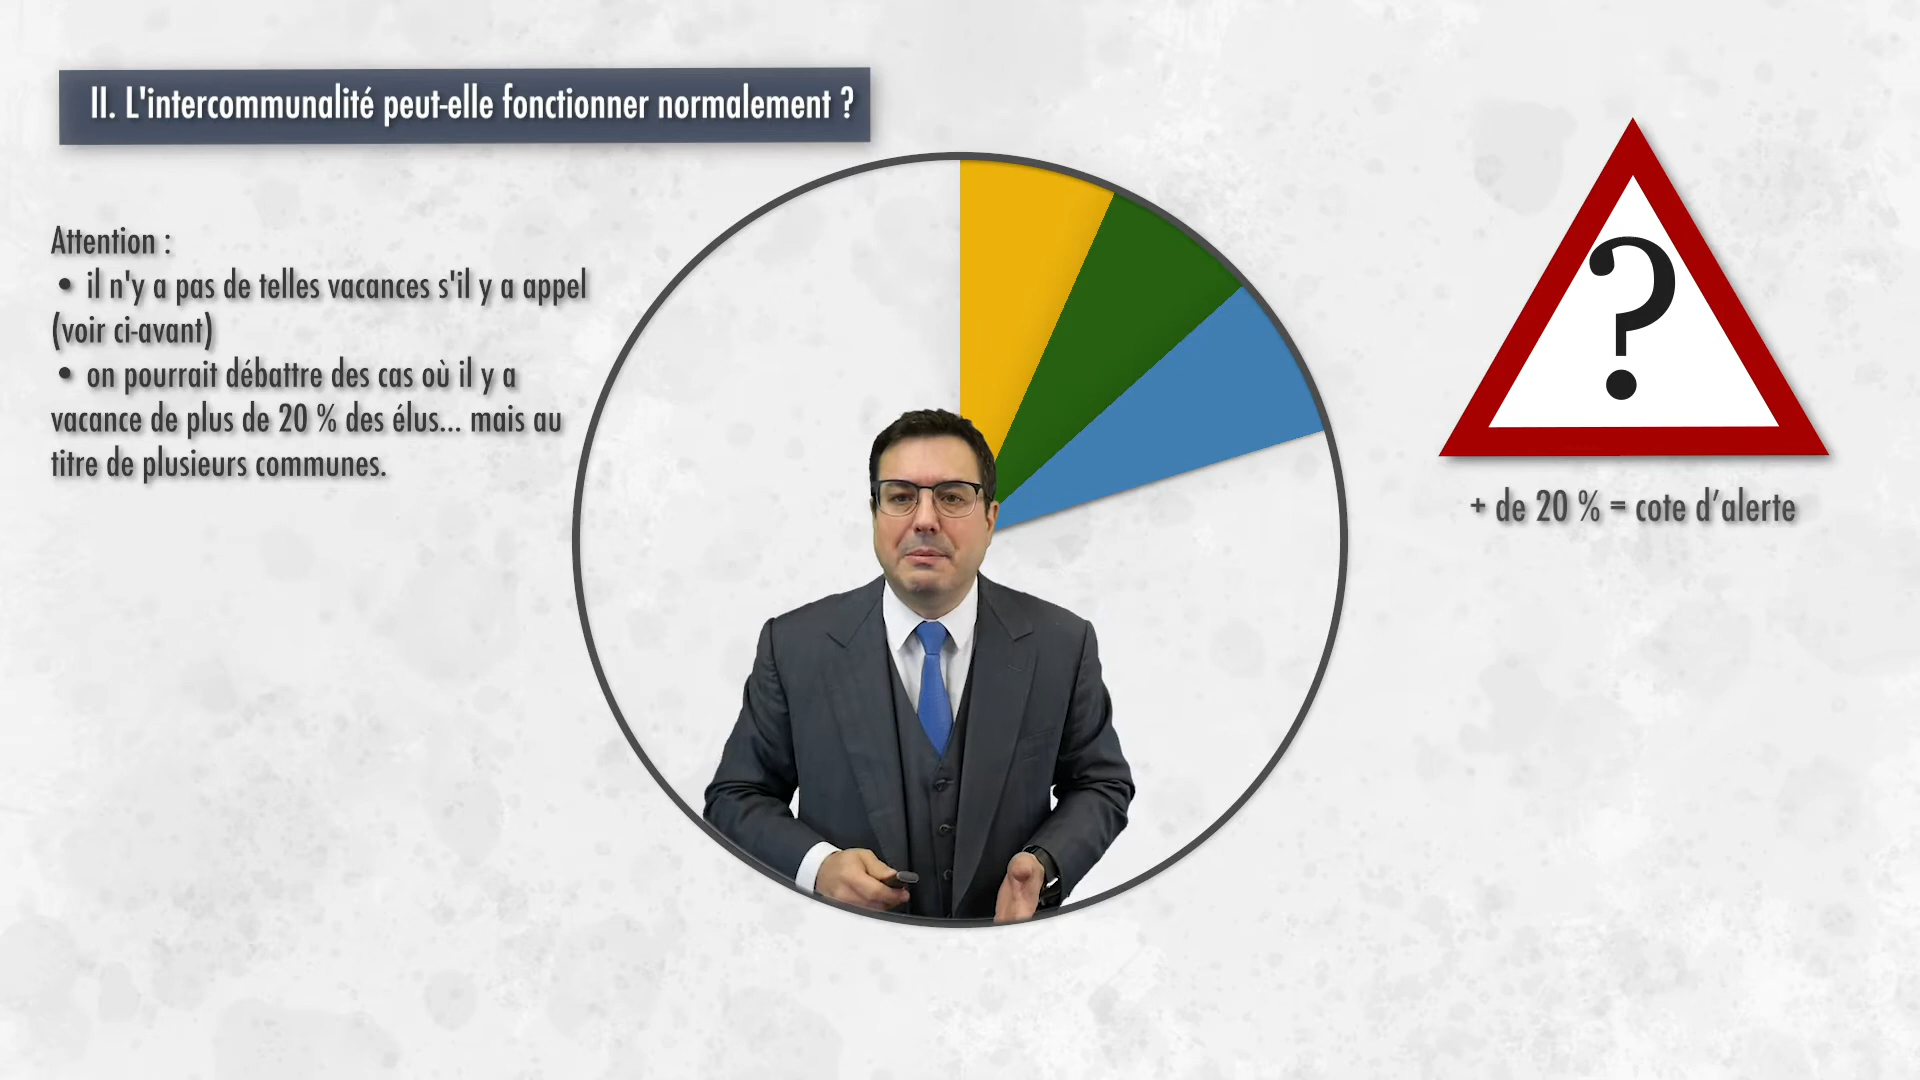 II. L'intercommunalité peut-elle fonctionner normalement ?
Attention :
• il n'y a pas de telles vacances s'il y a appel
(voir ci-avant)
• on pourrait débattre des cas où il y a
vacance de plus de 20 % des élus... mais au
titre de plusieurs communes.
?
+ de 20 % = cote d’alerte